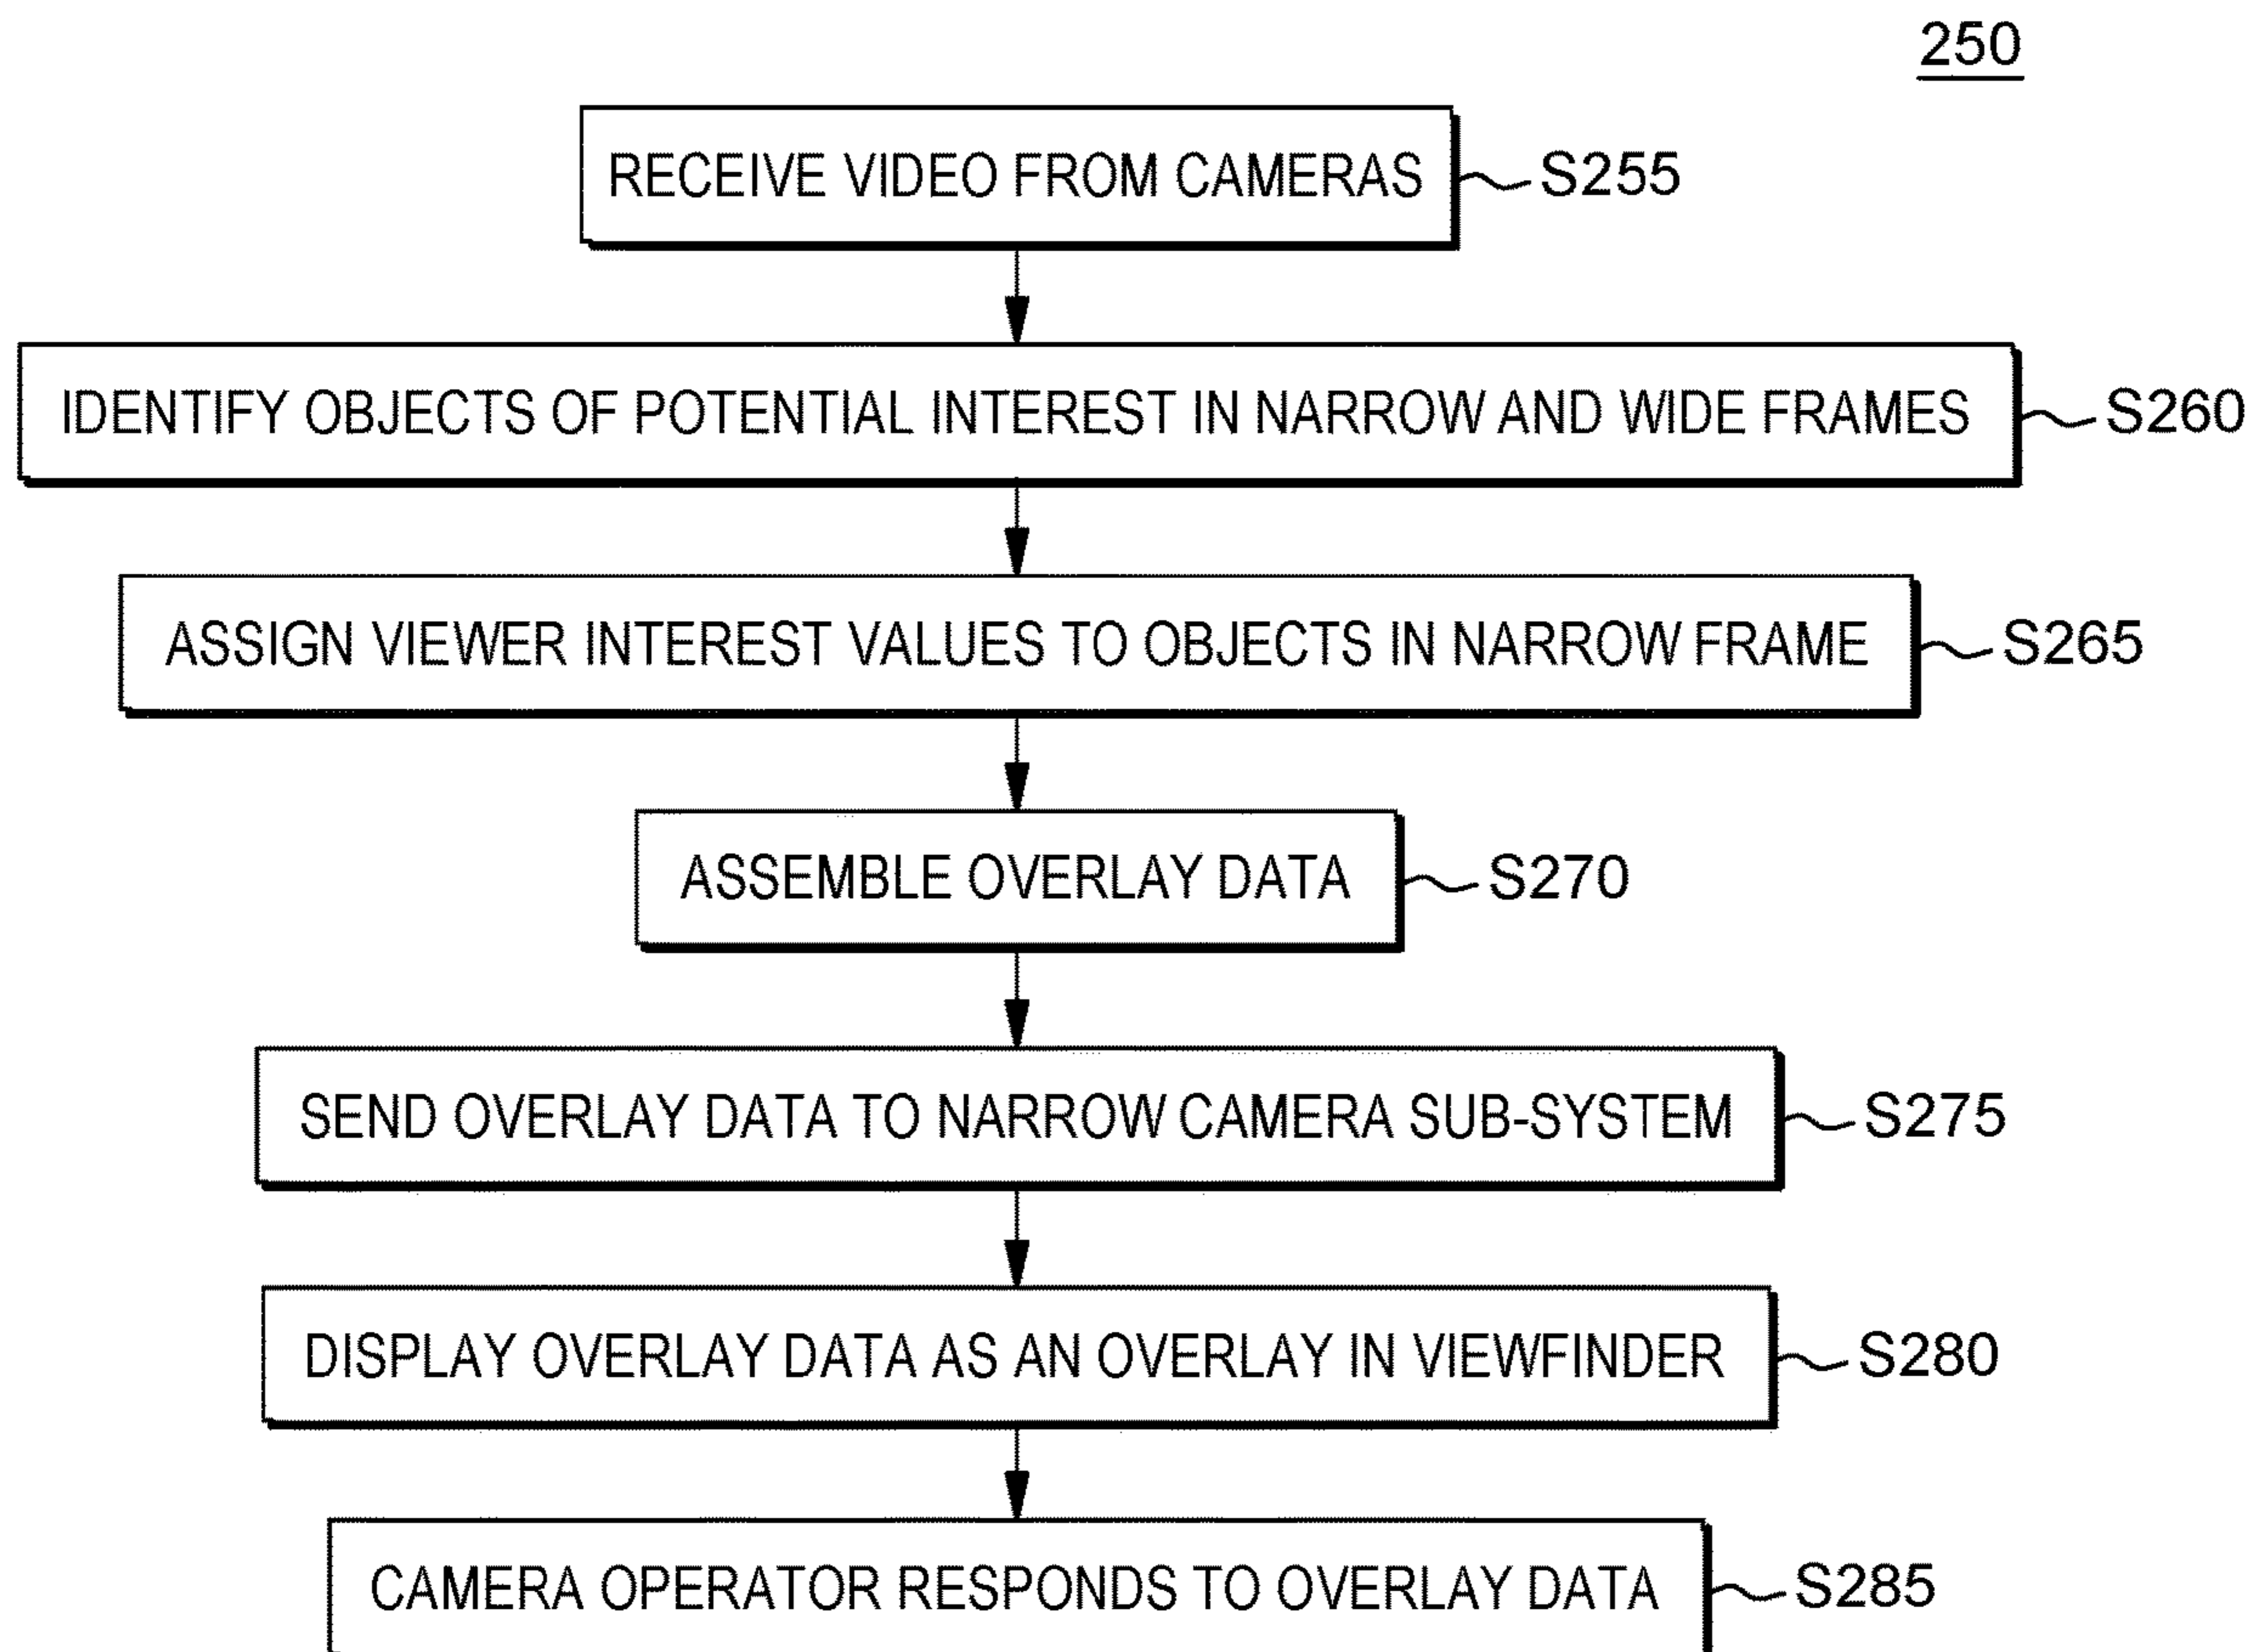 250
RECEIVE VIDEO FROM CAMERAS S255
IDENTIFY OBJECTS OF POTENTIAL INTEREST IN NARROW AND WIDE FRAMES S260
ASSIGN VIEWER INTEREST VALUES TO OBJECTS IN NARROW FRAME S265
ASSEMBLE OVERLAY DATA S270
SEND OVERLAY DATA TO NARROW CAMERA SUB-SYSTEM S275
DISPLAY OVERLAY DATA AS AN OVERLAY IN VIEWFINDER S280
CAMERA OPERATOR RESPONDS TO OVERLAY DATA S285